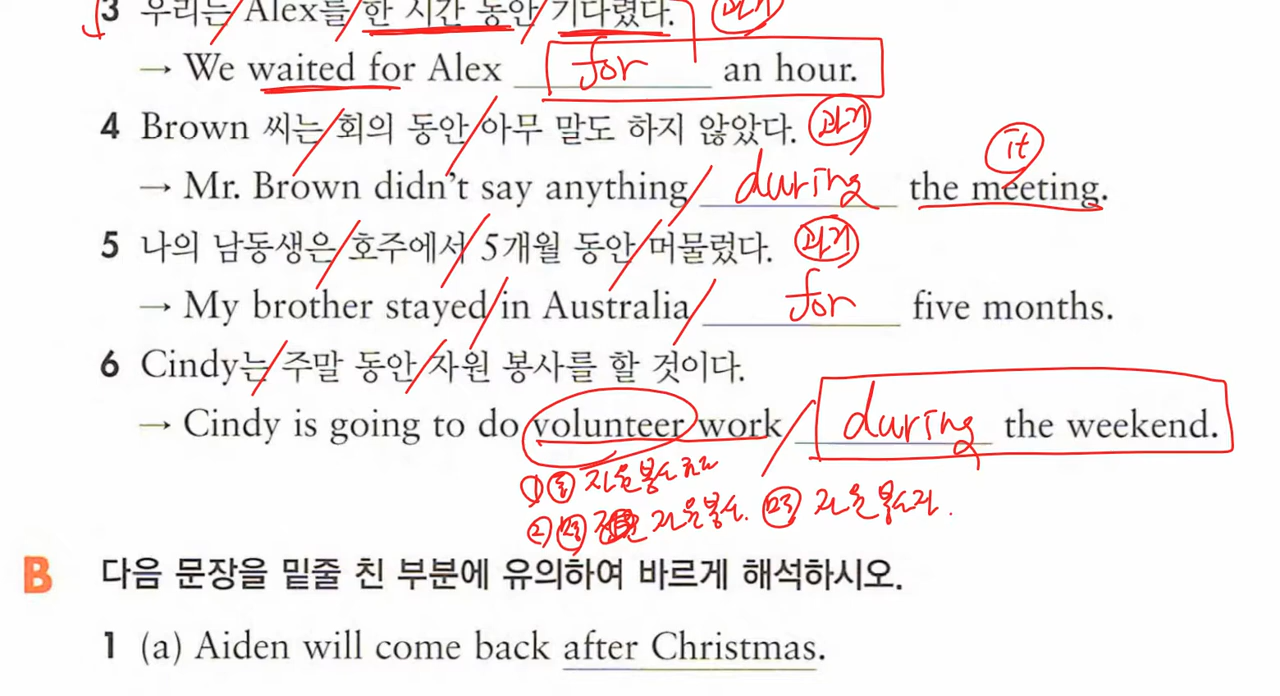 3 우리는 Alex를 한 시간 동안 기다렸다. 과거
→ We waited for Alex for an hour.
4 Brown 씨는 회의 동안 아무 말도 하지 않았다. 과거
it
→ Mr. Brown didn't say anything during the meeting.
5 나의 남동생은 호주에서 5개월 동안 머물렀다. 과거
→ My brother stayed in Australia for five months.
6 Cindy는 주말 동안 자원 봉사를 할 것이다.
→ Cindy is going to do volunteer work during the weekend.
① 동 자원봉사하다
② 명 자원봉사. 명 자원봉사자.
B 다음 문장을 밑줄 친 부분에 유의하여 바르게 해석하시오.
1 (a) Aiden will come back after Christmas.